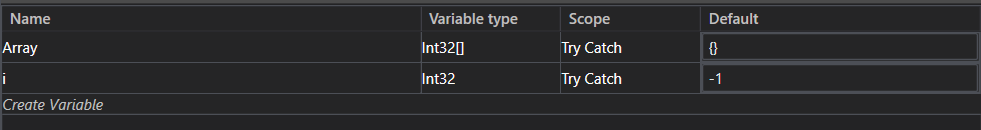 Name Variable type Scope Default
Array Int32[] Try Catch {}
i Int32 Try Catch -1
Create Variable